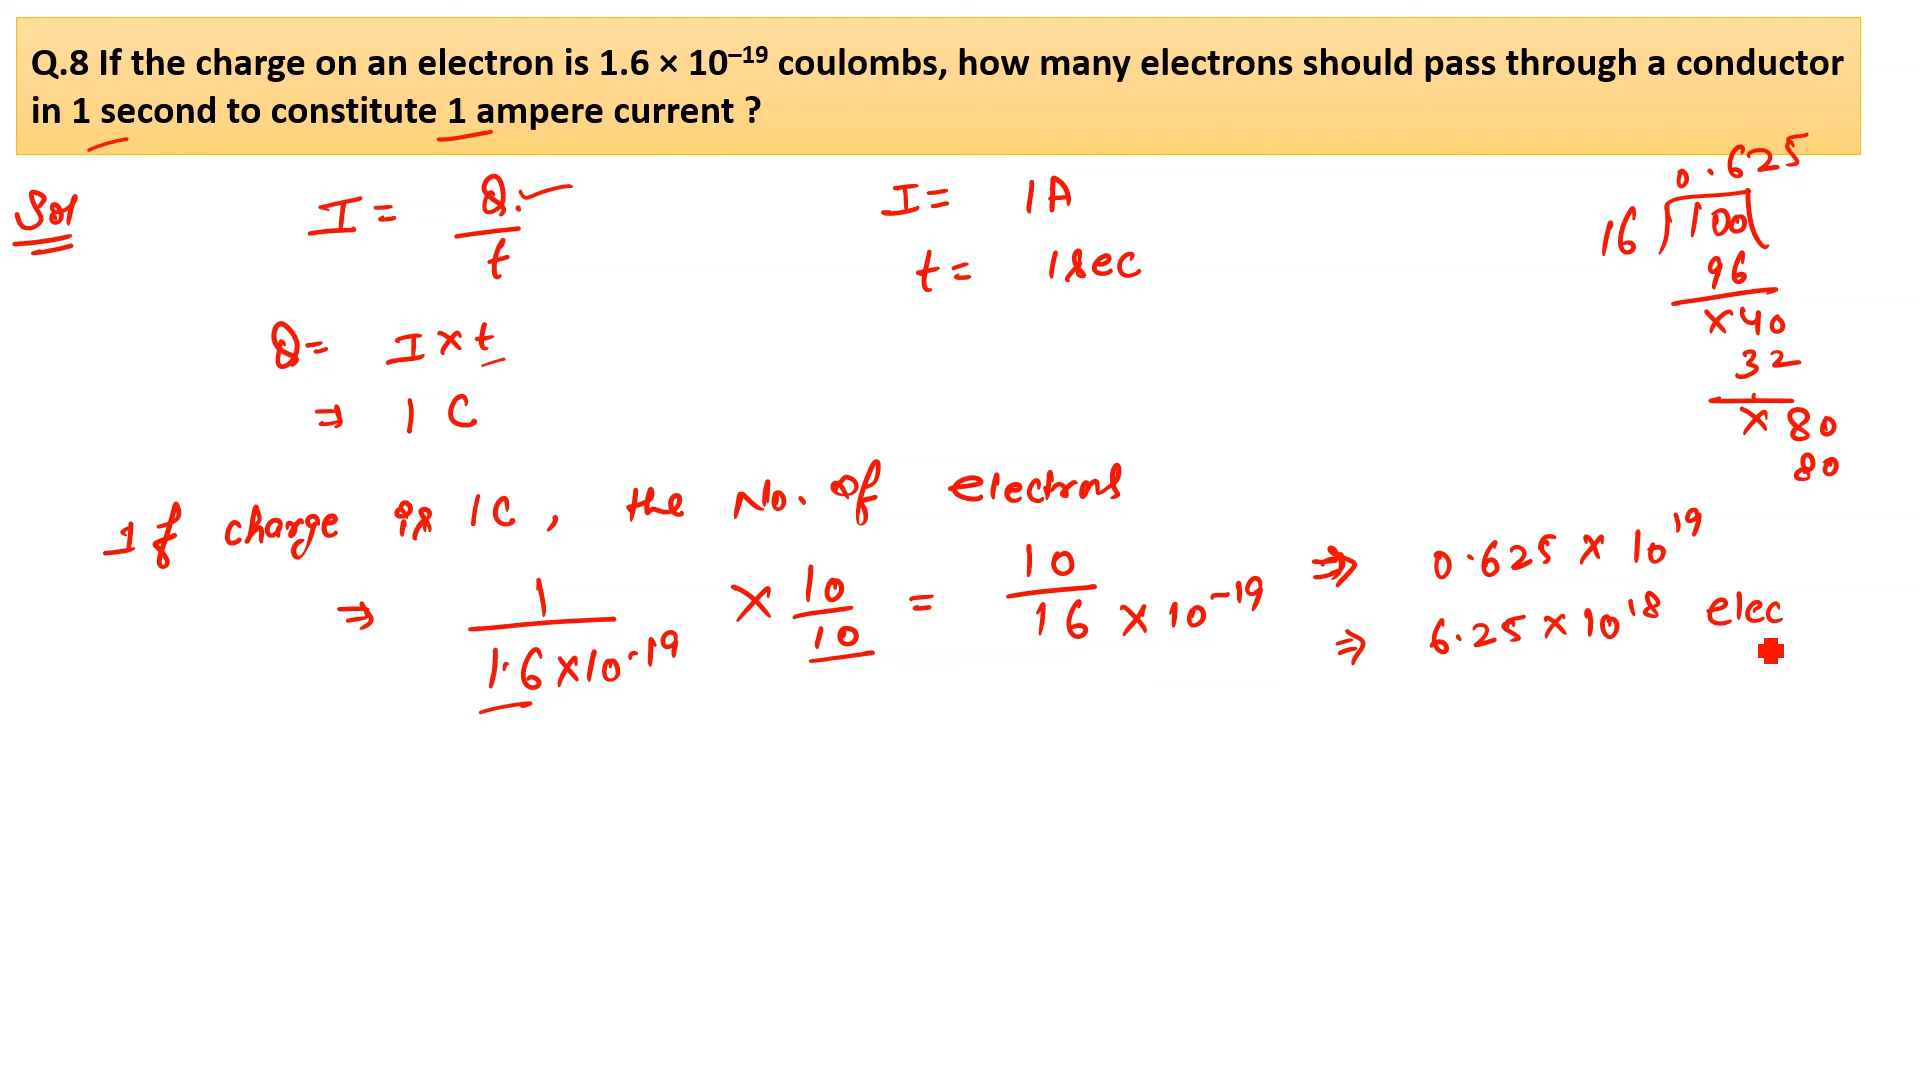 Q.8 If the charge on an electron is 1.6 × 10⁻¹⁹ coulombs, how many electrons should pass through a conductor
in 1 second to constitute 1 ampere current ?
Sol
I = Q/t
I = 1A
t = 1sec
Q = I × t
⇒ 1 C
If charge is 1C, the No. of electrons
⇒ 1/(1.6×10⁻¹⁹) × 10/10 = 10/(16 × 10⁻¹⁹) ⇒ 0.625 × 10¹⁹
⇒ 6.25 × 10¹⁸ elec
0.625
16 100
96
×40
32
×80
80